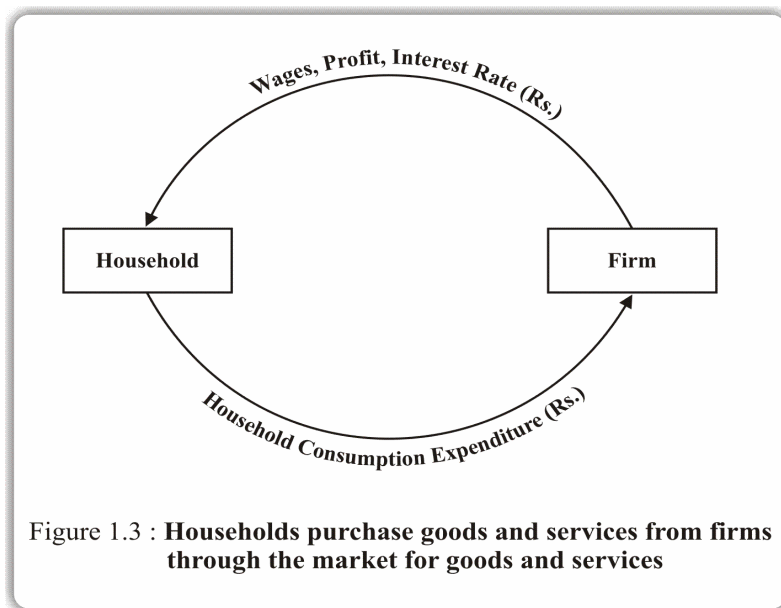 Wages, Profit, Interest Rate (Rs.)
Household
Firm
Household Consumption Expenditure (Rs.)
Figure 1.3 : Households purchase goods and services from firms
through the market for goods and services